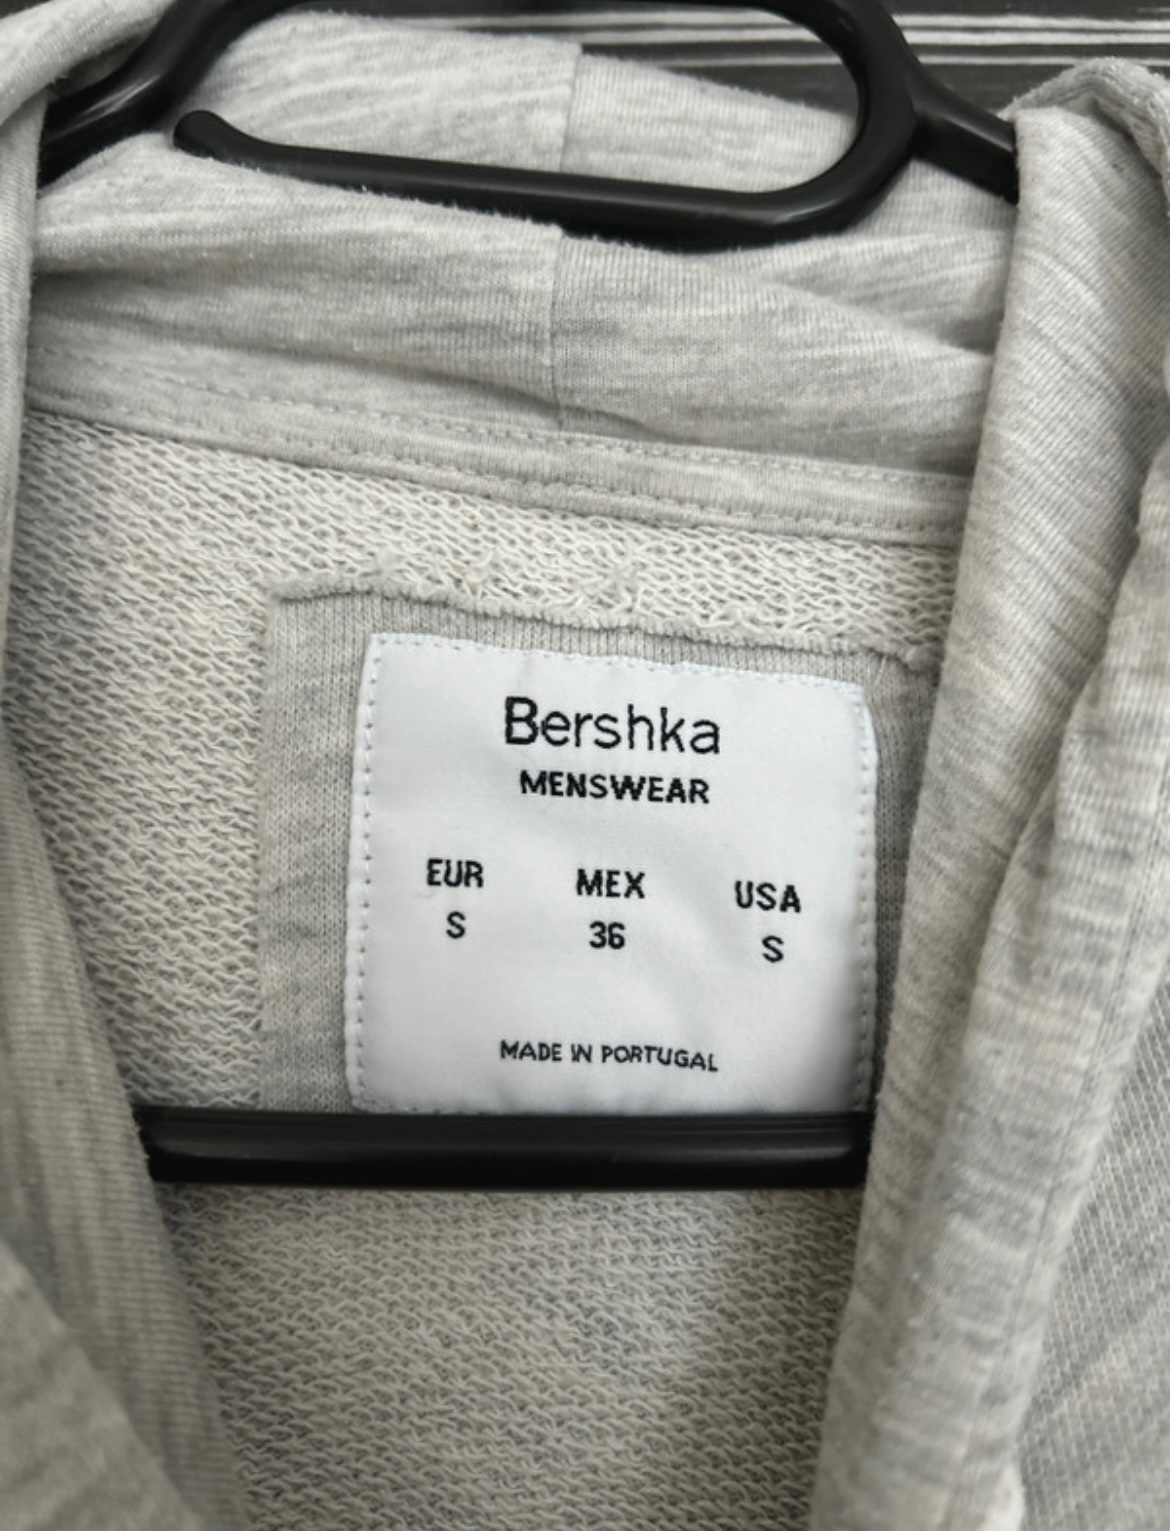 Bershka
MENSWEAR
EUR MEX USA
S 36 S
MADE IN PORTUGAL